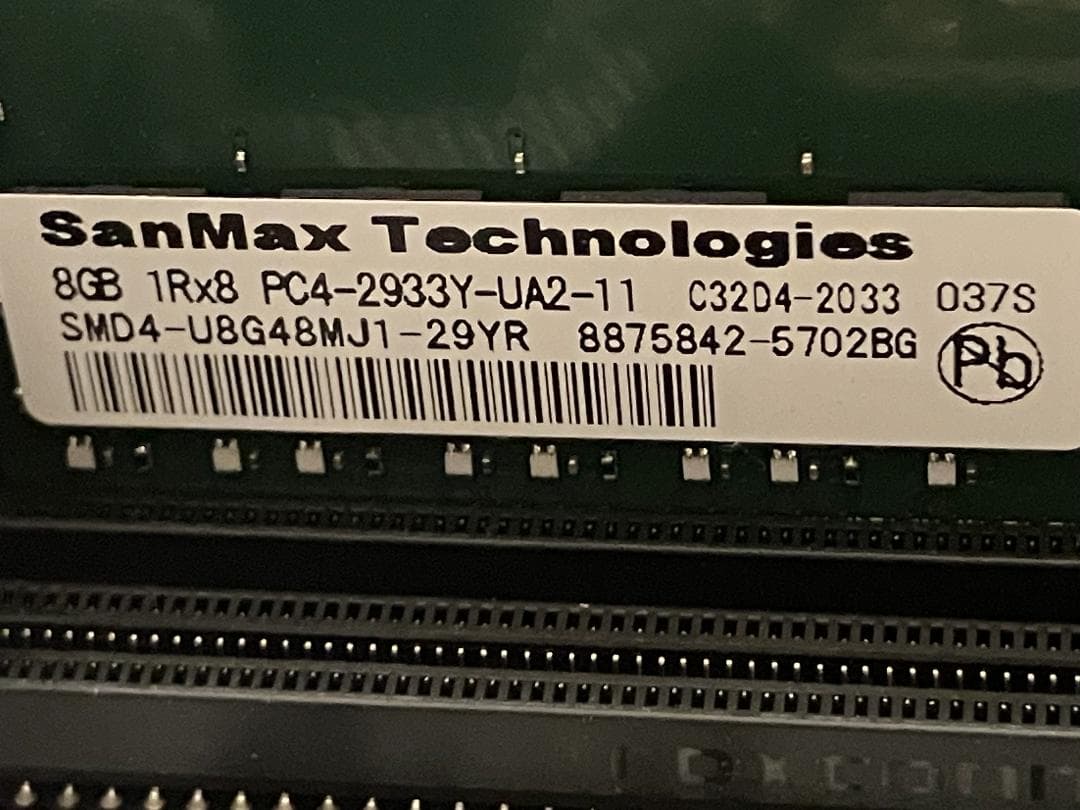 SanMax Technologies
8GB 1Rx8 PC4-2933Y-UA2-11 C32D4-2033 037S
SMD4-U8G48MJ1-29YR 8875842-5702BG
Pb